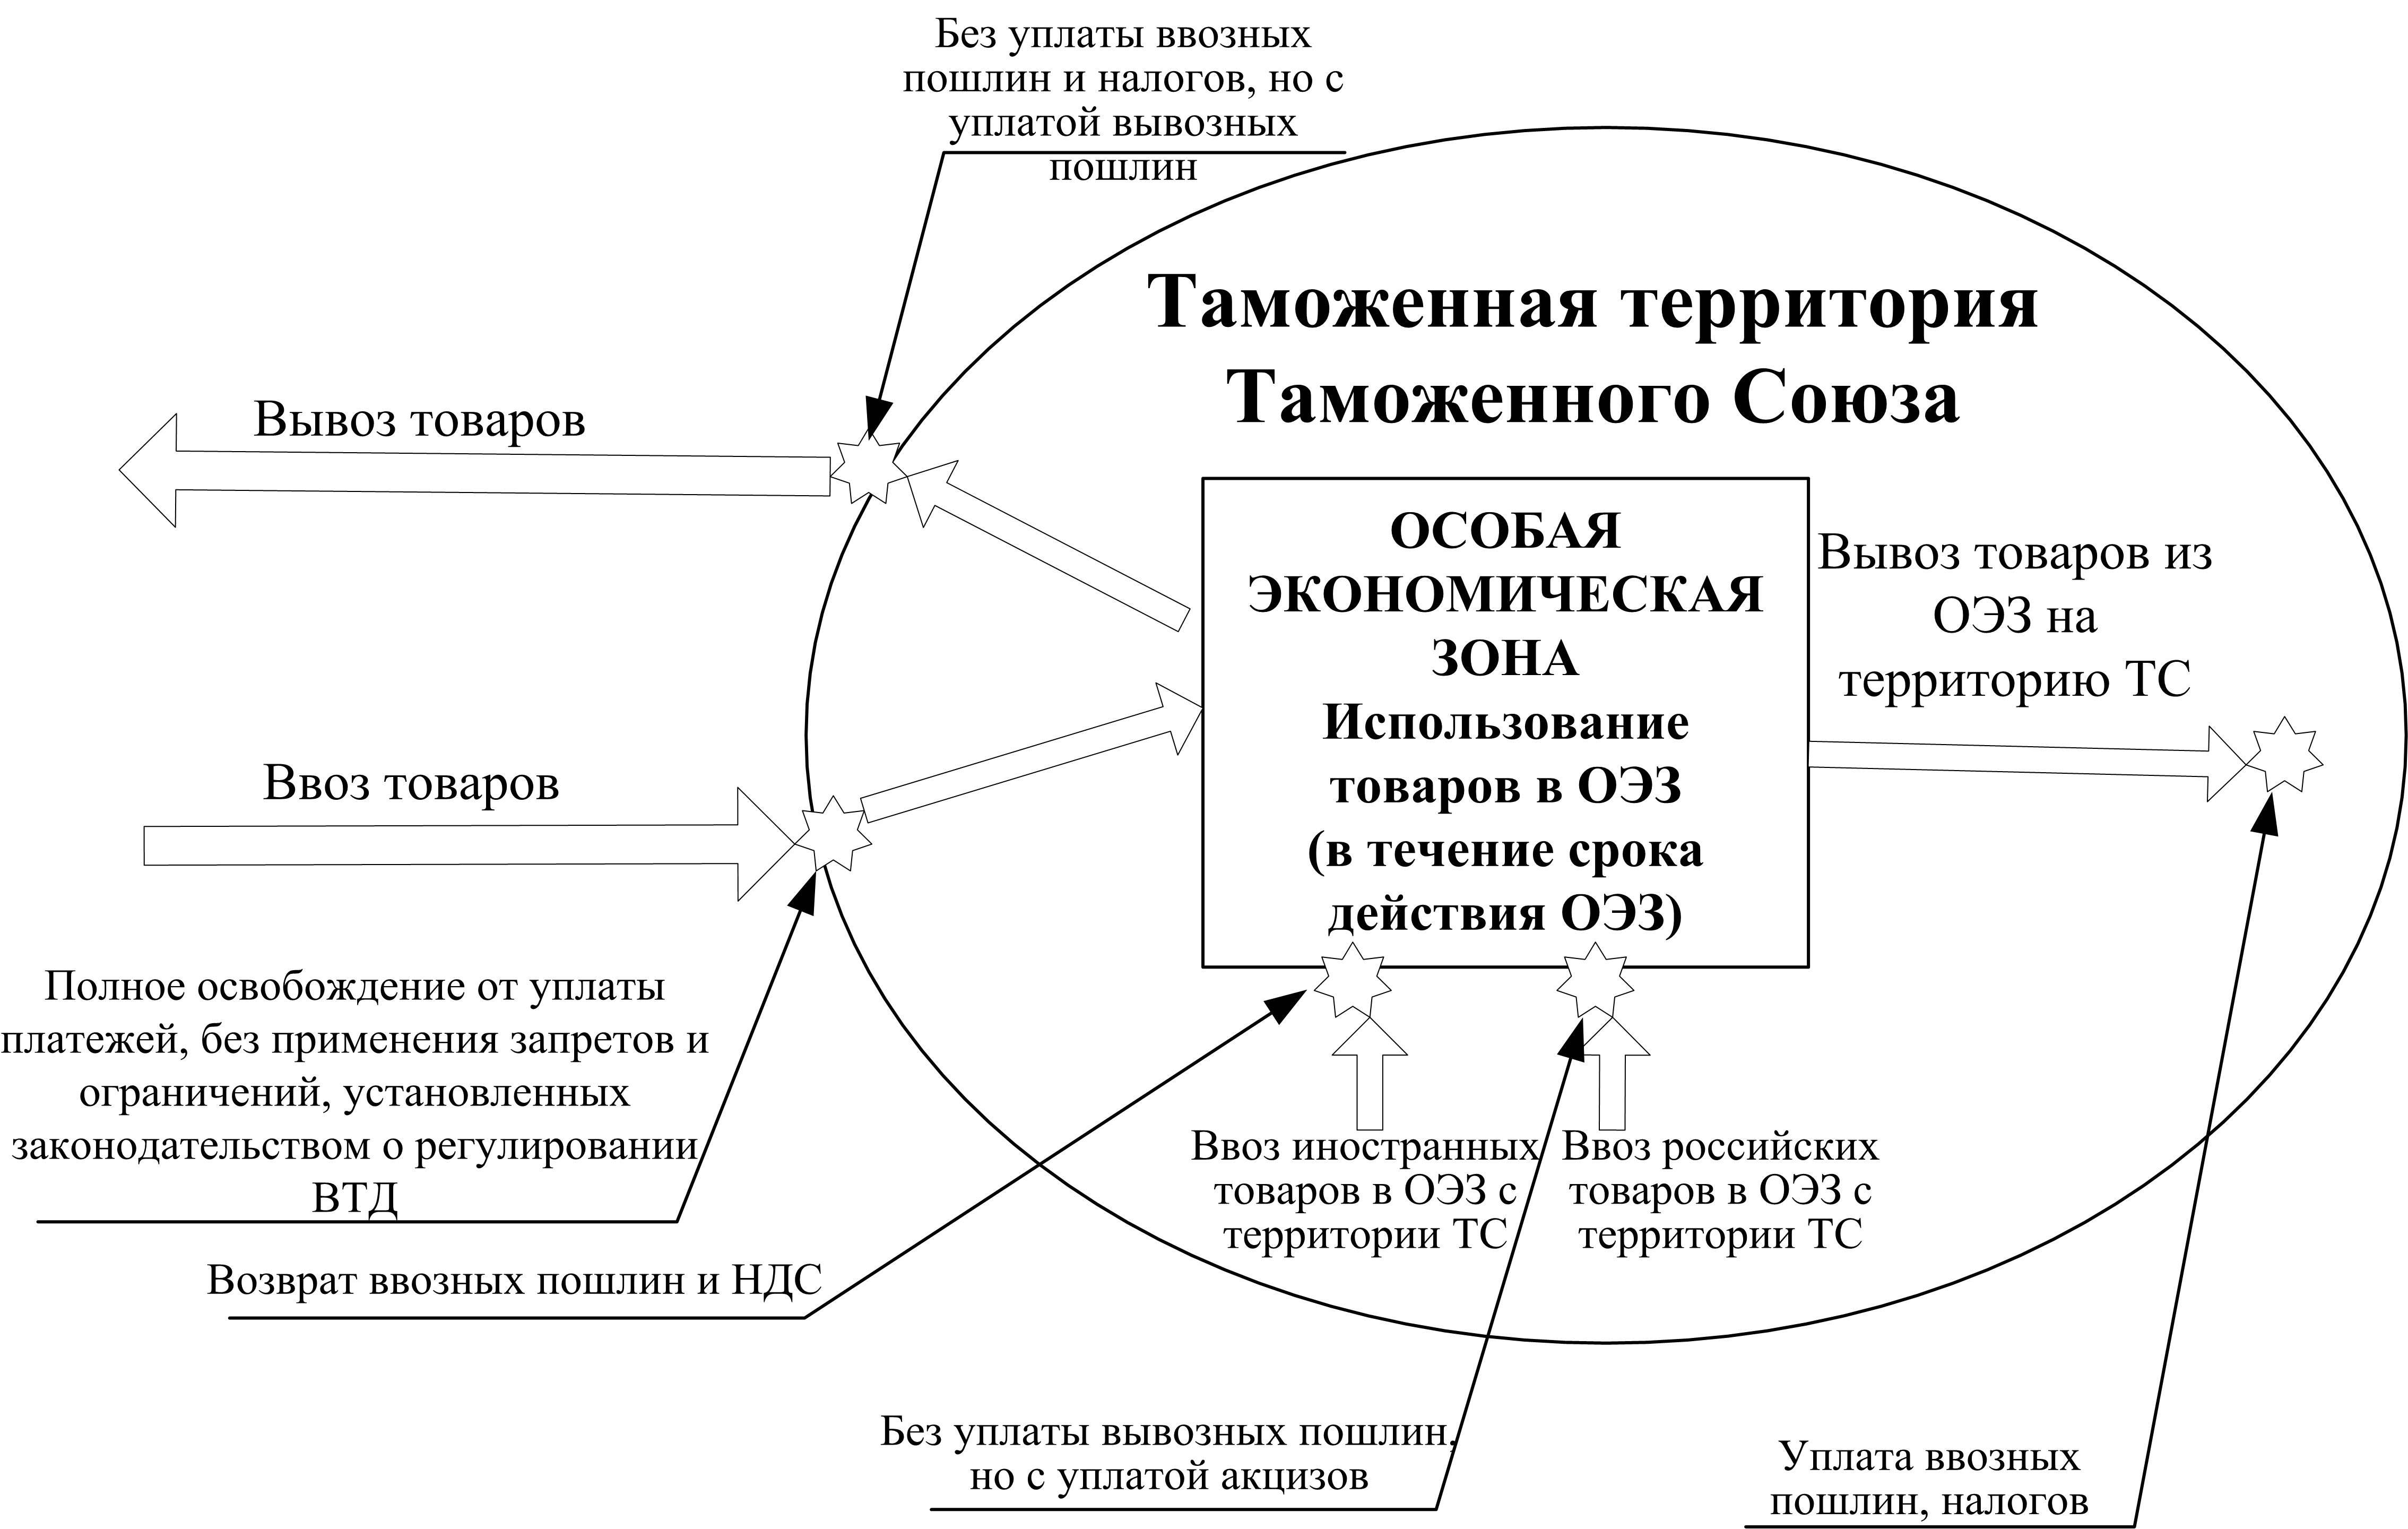 Без уплаты ввозных
пошлин и налогов, но с
уплатой вывозных
пошлин
Таможенная территория
Таможенного Союза
Вывоз товаров
ОСОБАЯ
ЭКОНОМИЧЕСКАЯ
ЗОНА
Использование
товаров в ОЭЗ
(в течение срока
действия ОЭЗ)
Вывоз товаров из
ОЭЗ на
территорию ТС
Ввоз товаров
Полное освобождение от уплаты
платежей, без применения запретов и
ограничений, установленных
законодательством о регулировании
ВТД
Ввоз иностранных
товаров в ОЭЗ с
территории ТС
Ввоз российских
товаров в ОЭЗ с
территории ТС
Возврат ввозных пошлин и НДС
Без уплаты вывозных пошлин,
но с уплатой акцизов
Уплата ввозных
пошлин, налогов